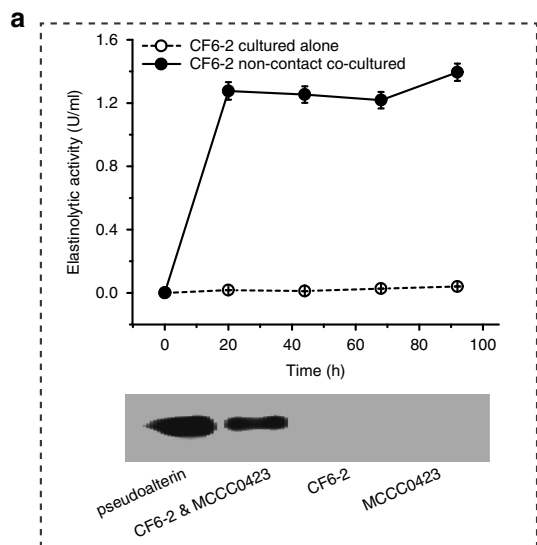 a
CF6-2 cultured alone
CF6-2 non-contact co-cultured
Elastinolytic activity (U/ml)
1.6
1.2
0.8
0.4
0.0
0 20 40 60 80 100
Time (h)
pseudoalterin
CF6-2 & MCCC0423
CF6-2
MCCC0423